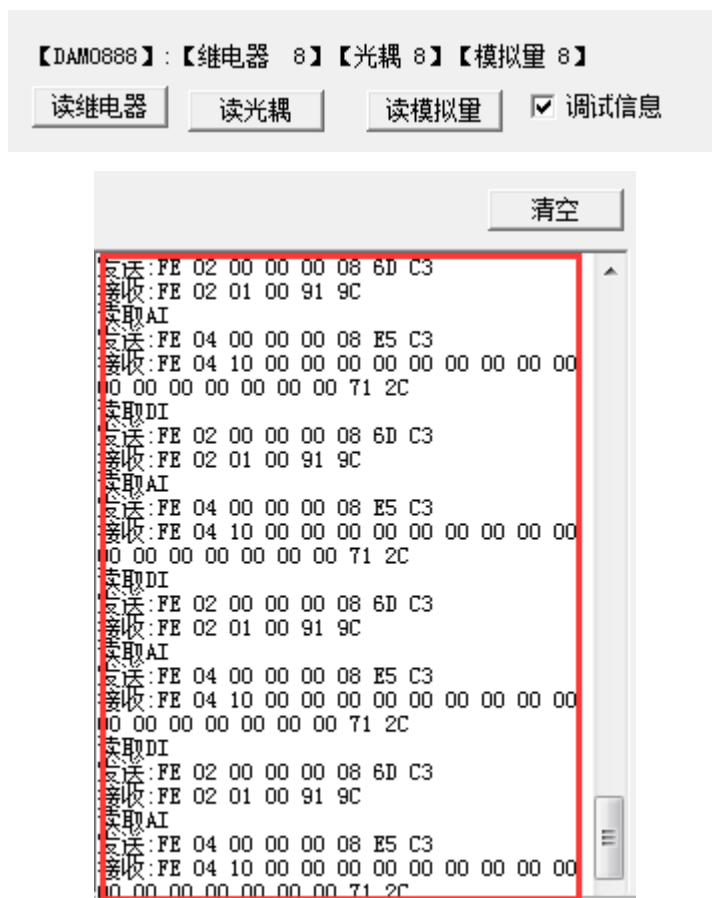 【DAM0888】:【继电器 8】【光耦 8】【模拟量 8】
读继电器 读光耦 读模拟量 调试信息
清空
发送:FE 02 00 00 00 08 6D C3
接收:FE 02 01 00 91 9C
读取AI
发送:FE 04 00 00 00 08 E5 C3
接收:FE 04 10 00 00 00 00 00 00 00 00 00
00 00 00 00 00 00 00 71 2C
读取DI
发送:FE 02 00 00 00 08 6D C3
接收:FE 02 01 00 91 9C
读取AI
发送:FE 04 00 00 00 08 E5 C3
接收:FE 04 10 00 00 00 00 00 00 00 00 00
00 00 00 00 00 00 00 71 2C
读取DI
发送:FE 02 00 00 00 08 6D C3
接收:FE 02 01 00 91 9C
读取AI
发送:FE 04 00 00 00 08 E5 C3
接收:FE 04 10 00 00 00 00 00 00 00 00 00
00 00 00 00 00 00 00 71 2C
读取DI
发送:FE 02 00 00 00 08 6D C3
接收:FE 02 01 00 91 9C
读取AI
发送:FE 04 00 00 00 08 E5 C3
接收:FE 04 10 00 00 00 00 00 00 00 00 00
00 00 00 00 00 00 00 71 2C